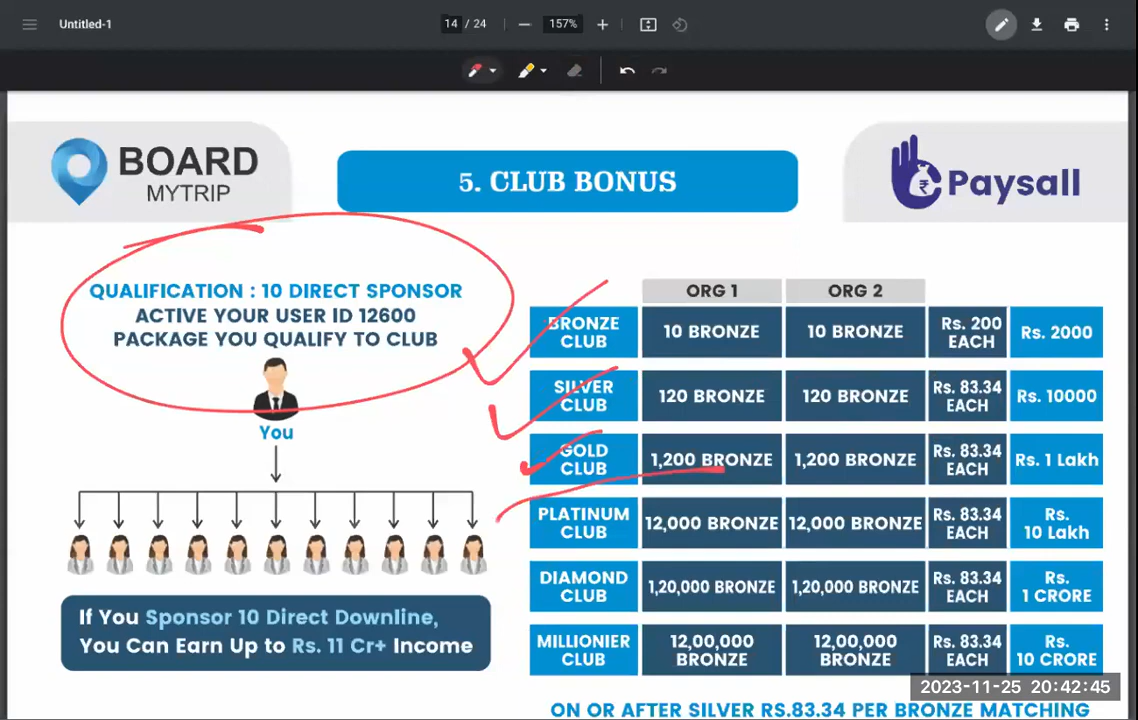 Untitled-1
14 / 24
157%
BOARD
MYTRIP
5. CLUB BONUS
Paysall
QUALIFICATION : 10 DIRECT SPONSOR
ACTIVE YOUR USER ID 12600
PACKAGE YOU QUALIFY TO CLUB
You
If You Sponsor 10 Direct Downline,
You Can Earn Up to Rs. 11 Cr+ Income
ORG 1 ORG 2
BRONZE CLUB 10 BRONZE 10 BRONZE Rs. 200 EACH Rs. 2000
SILVER CLUB 120 BRONZE 120 BRONZE Rs. 83.34 EACH Rs. 10000
GOLD CLUB 1,200 BRONZE 1,200 BRONZE Rs. 83.34 EACH Rs. 1 Lakh
PLATINUM CLUB 12,000 BRONZE 12,000 BRONZE Rs. 83.34 EACH Rs. 10 Lakh
DIAMOND CLUB 1,20,000 BRONZE 1,20,000 BRONZE Rs. 83.34 EACH Rs. 1 CRORE
MILLIONIER CLUB 12,00,000 BRONZE 12,00,000 BRONZE Rs. 83.34 EACH Rs. 10 CRORE
2023-11-25 20:42:45
ON OR AFTER SILVER RS.83.34 PER BRONZE MATCHING